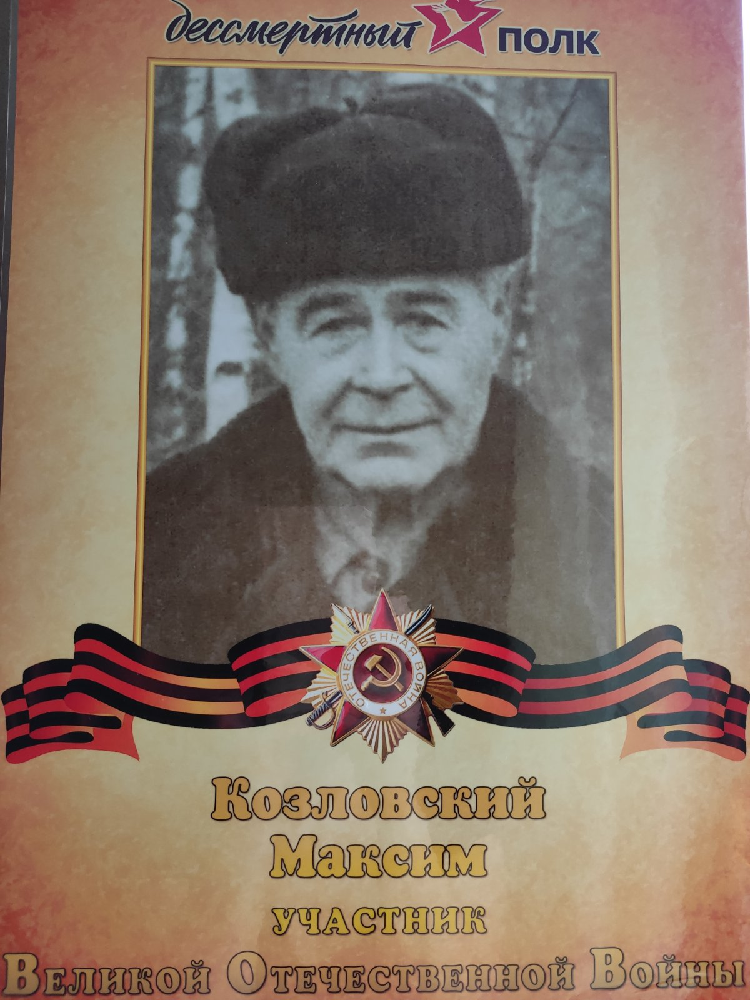 бессмертный полк
ОТЕЧЕСТВЕННАЯ ВОЙНА
Козловский
Максим
участник
Великой Отечественной Войны